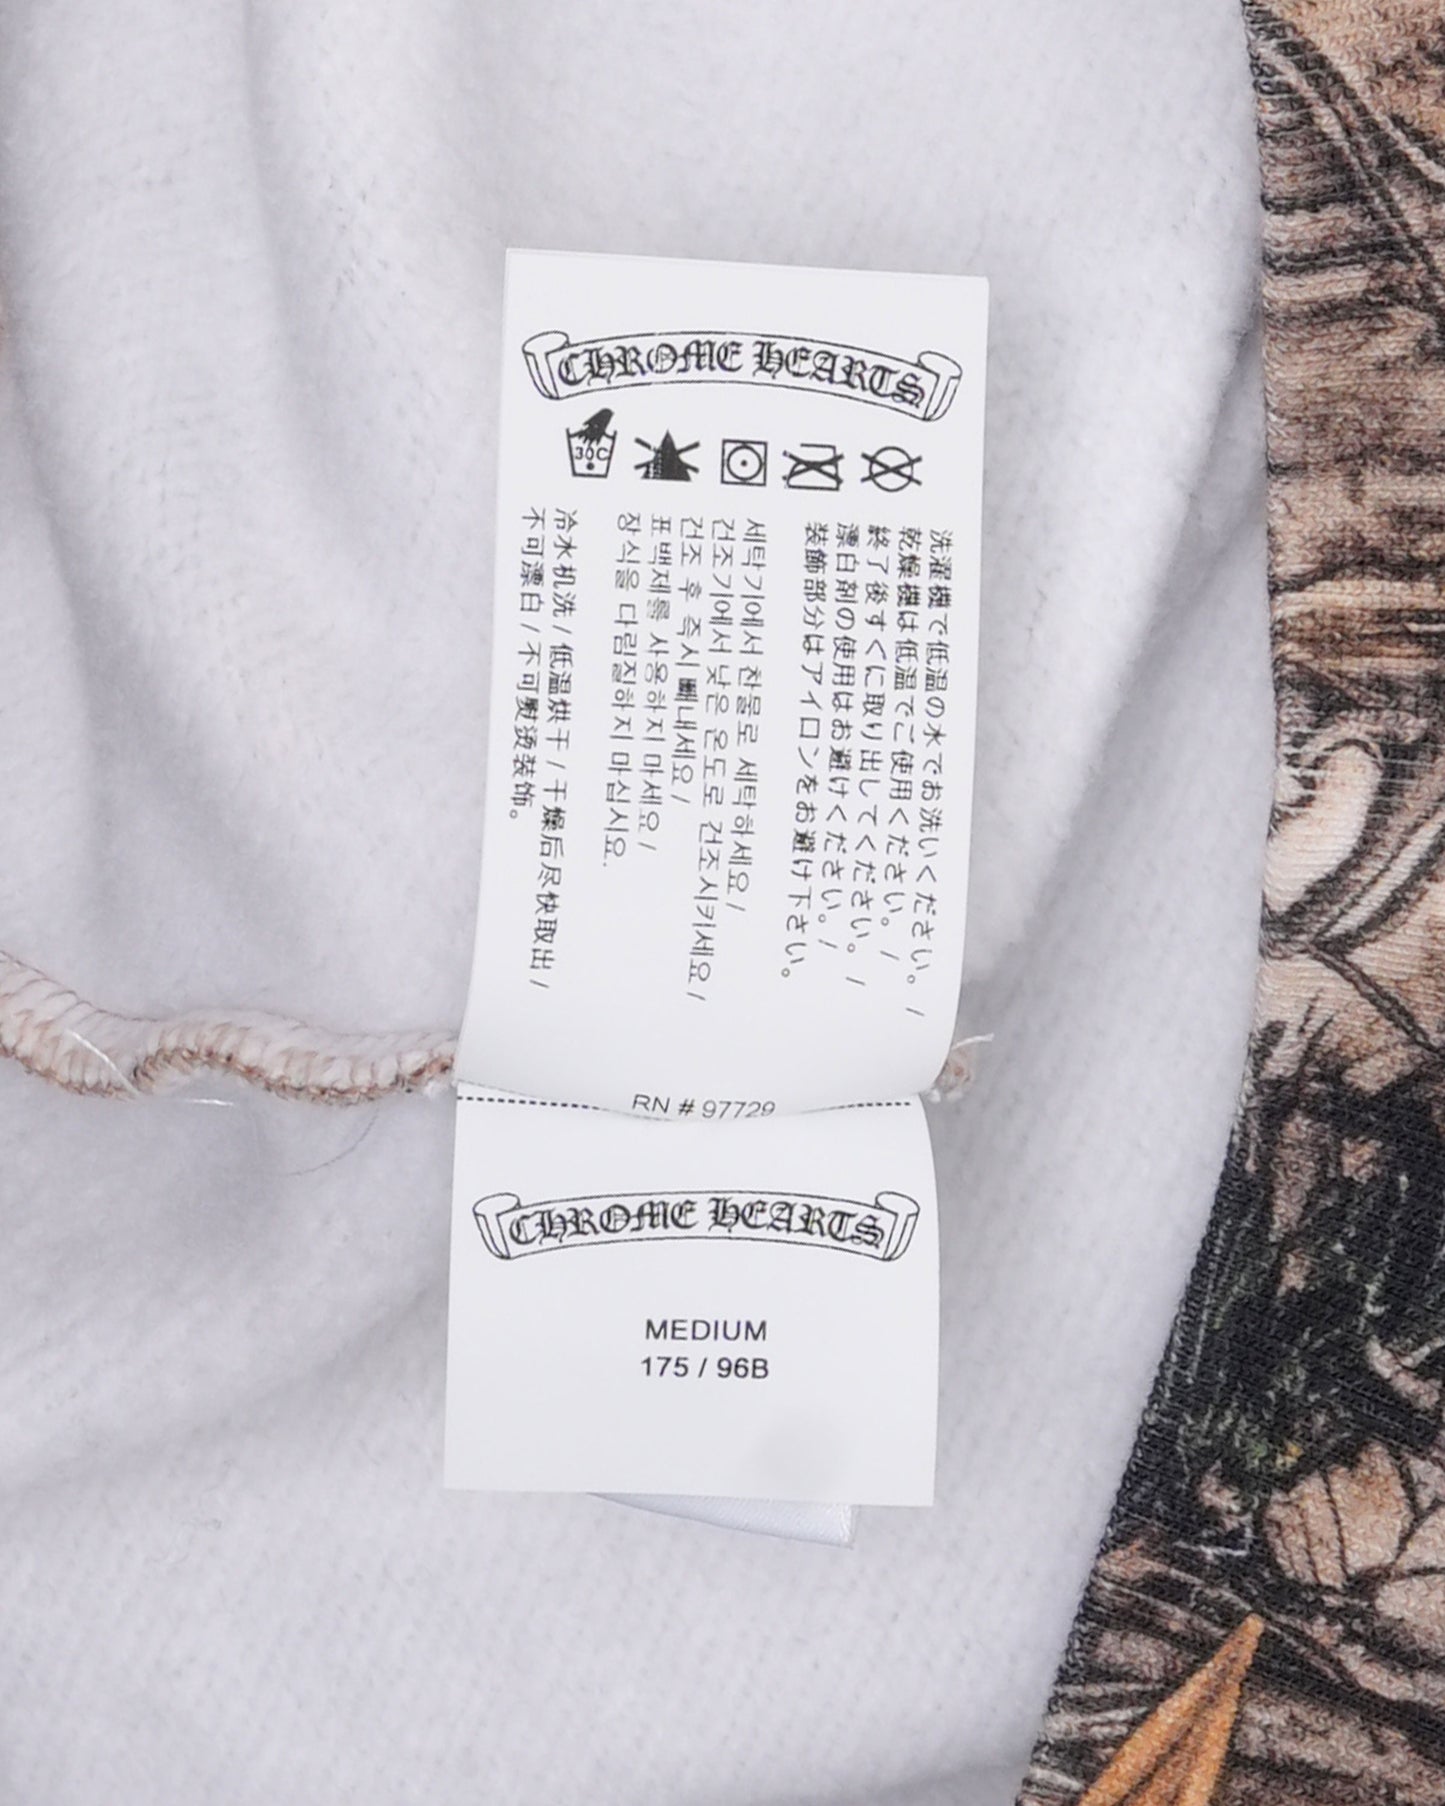 CHROME HEARTS
30C
洗濯機で低温の水でお洗いください。 /
乾燥機は低温でご使用ください。 /
終了後すぐに取り出してください。 /
漂白剤の使用はお避けください。 /
装飾部分はアイロンをお避け下さい。
세탁기에서 찬물로 세탁하세요 /
건조기에서 낮은 온도로 건조시키세요 /
건조 후 즉시 빼내세요 /
표백제를 사용하지 마세요 /
장식을 다림질하지 마십시요.
冷水机洗 / 低温烘干 / 干燥后尽快取出 /
不可漂白 / 不可熨烫装饰。
RN # 97729
CHROME HEARTS
MEDIUM
175 / 96B